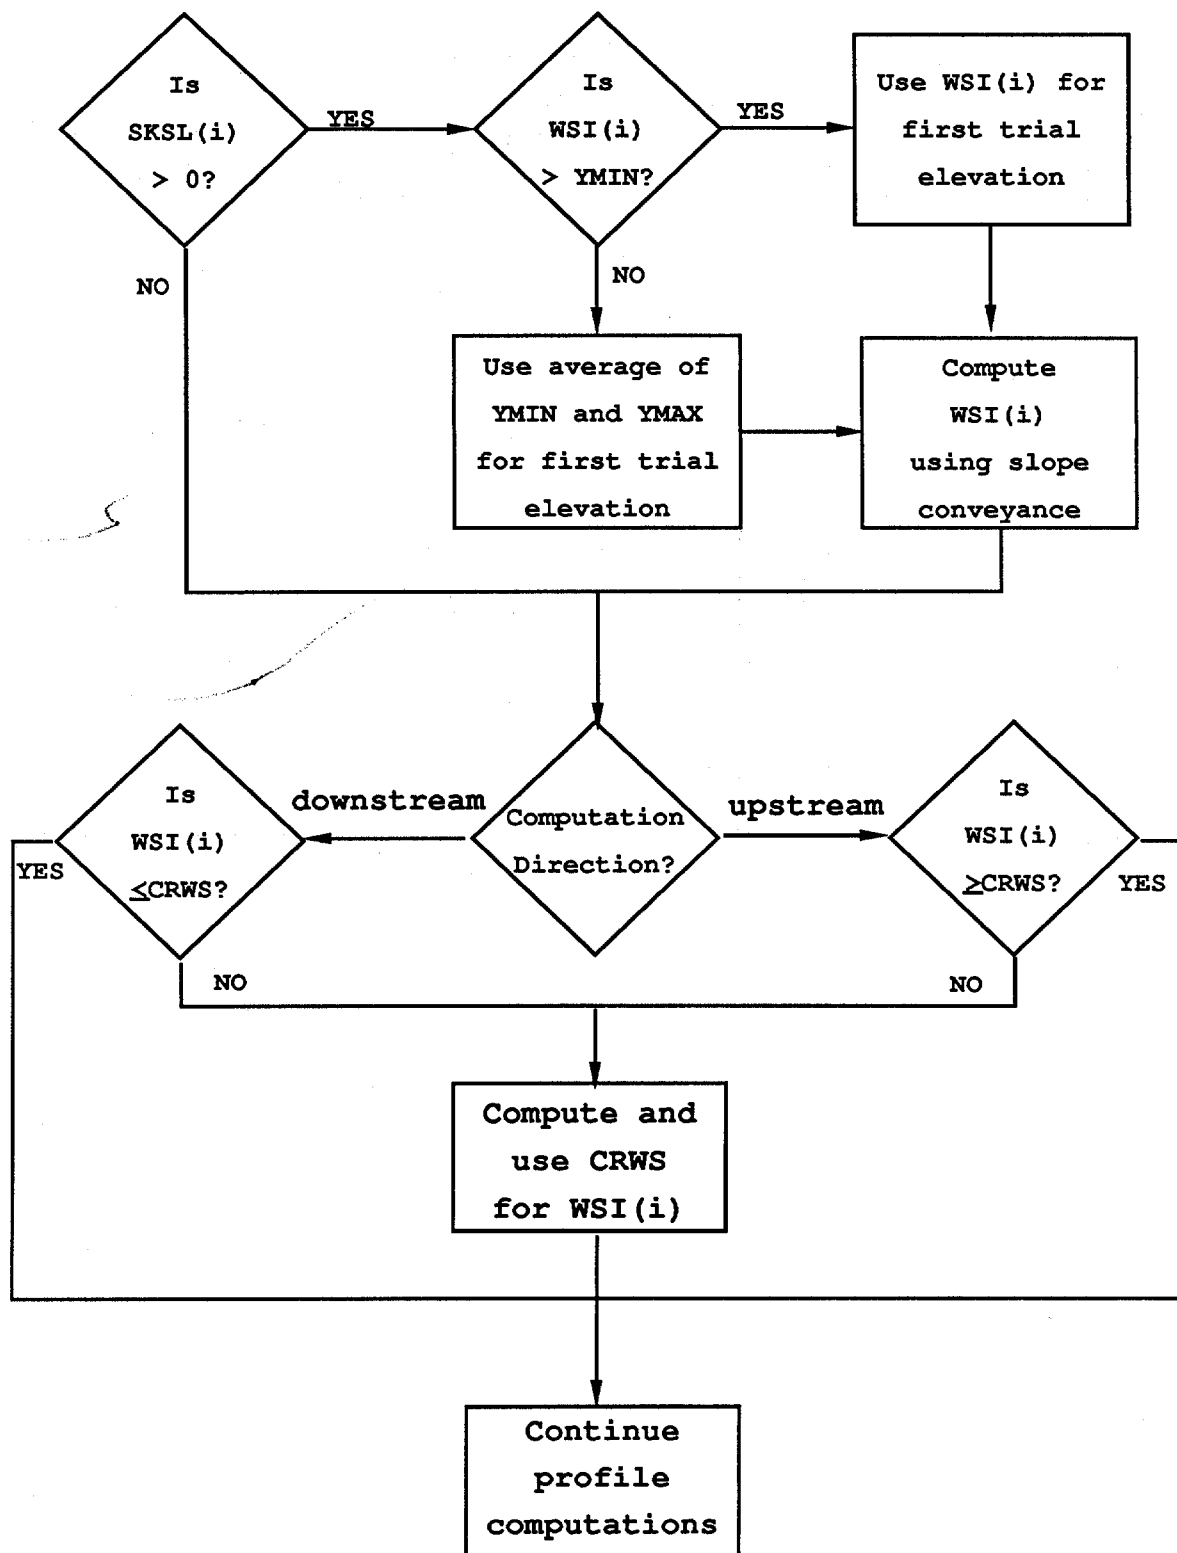 Is
SKSL(i)
> 0?
YES
NO
Is
WSI(i)
> YMIN?
YES
NO
Use WSI(i) for
first trial
elevation
Use average of
YMIN and YMAX
for first trial
elevation
Compute
WSI(i)
using slope
conveyance
Computation
Direction?
downstream
upstream
Is
WSI(i)
≤CRWS?
YES
NO
Is
WSI(i)
≥CRWS?
YES
NO
Compute and
use CRWS
for WSI(i)
Continue
profile
computations